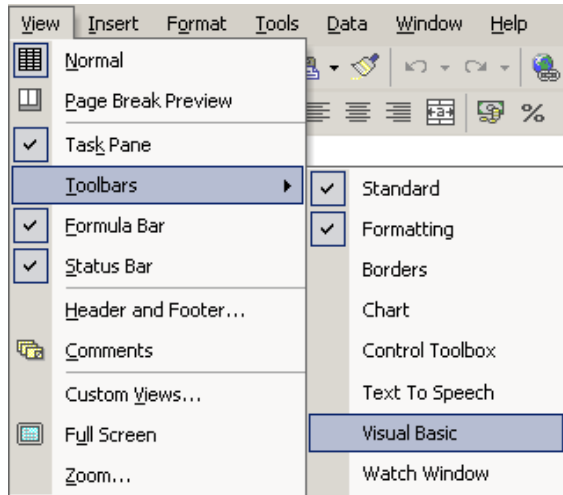 View Insert Format Tools Data Window Help
Normal
Page Break Preview
%
Task Pane
Toolbars
Standard
Formula Bar
Formatting
Status Bar
Borders
Header and Footer...
Chart
Comments
Control Toolbox
Custom Views...
Text To Speech
Full Screen
Visual Basic
Zoom...
Watch Window